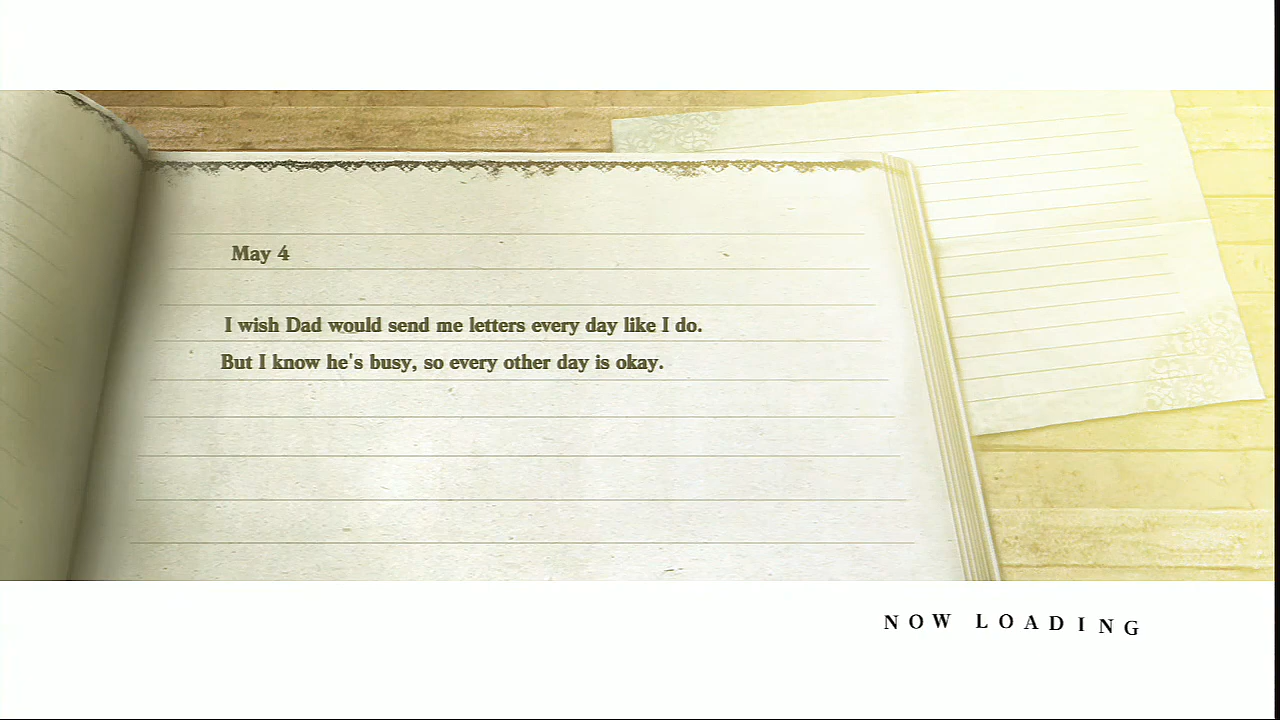 May 4
I wish Dad would send me letters every day like I do.
But I know he's busy, so every other day is okay.
NOW LOADING